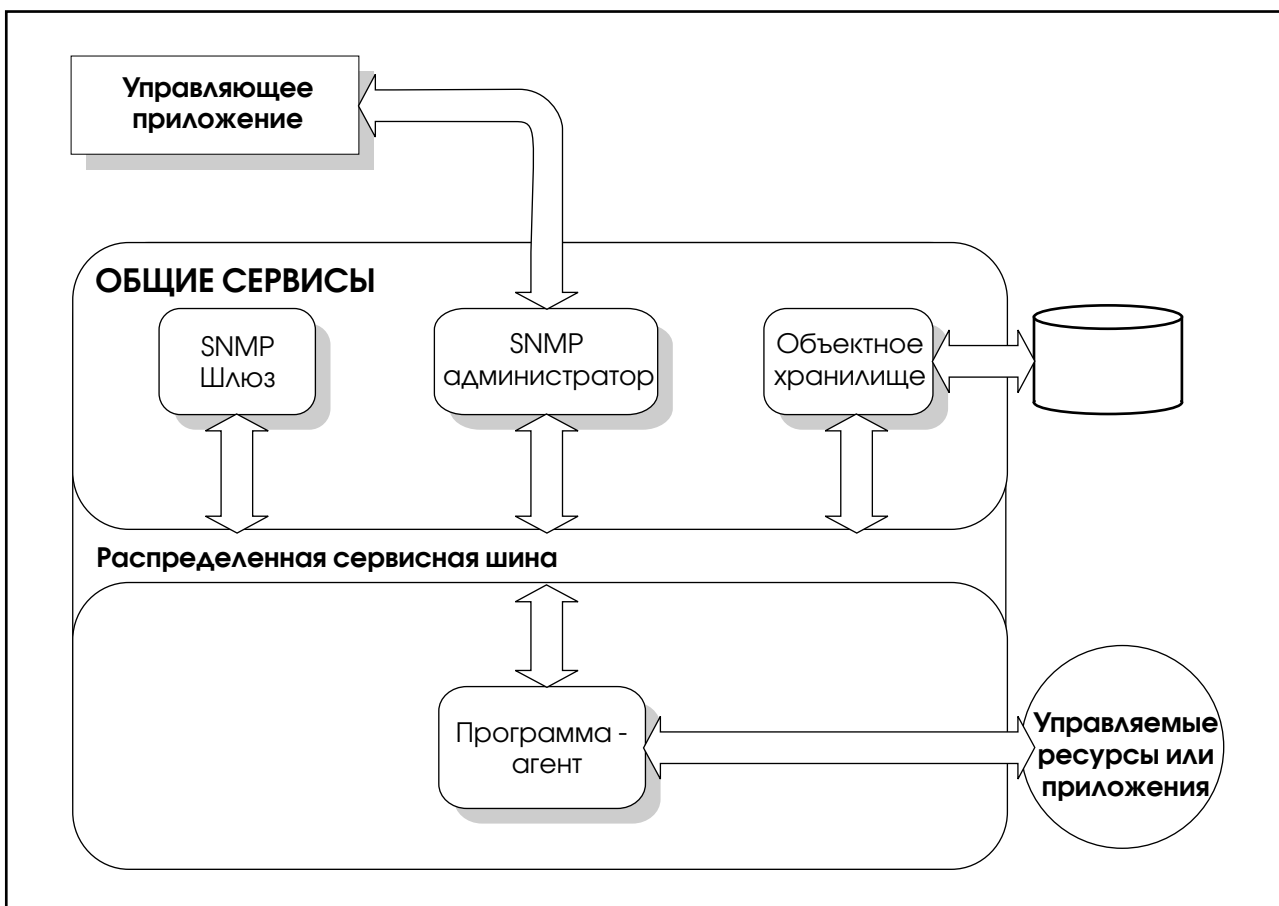 Управляющее
приложение
ОБЩИЕ СЕРВИСЫ
SNMP
Шлюз
SNMP
администратор
Объектное
хранилище
Распределенная сервисная шина
Программа -
агент
Управляемые
ресурсы или
приложения